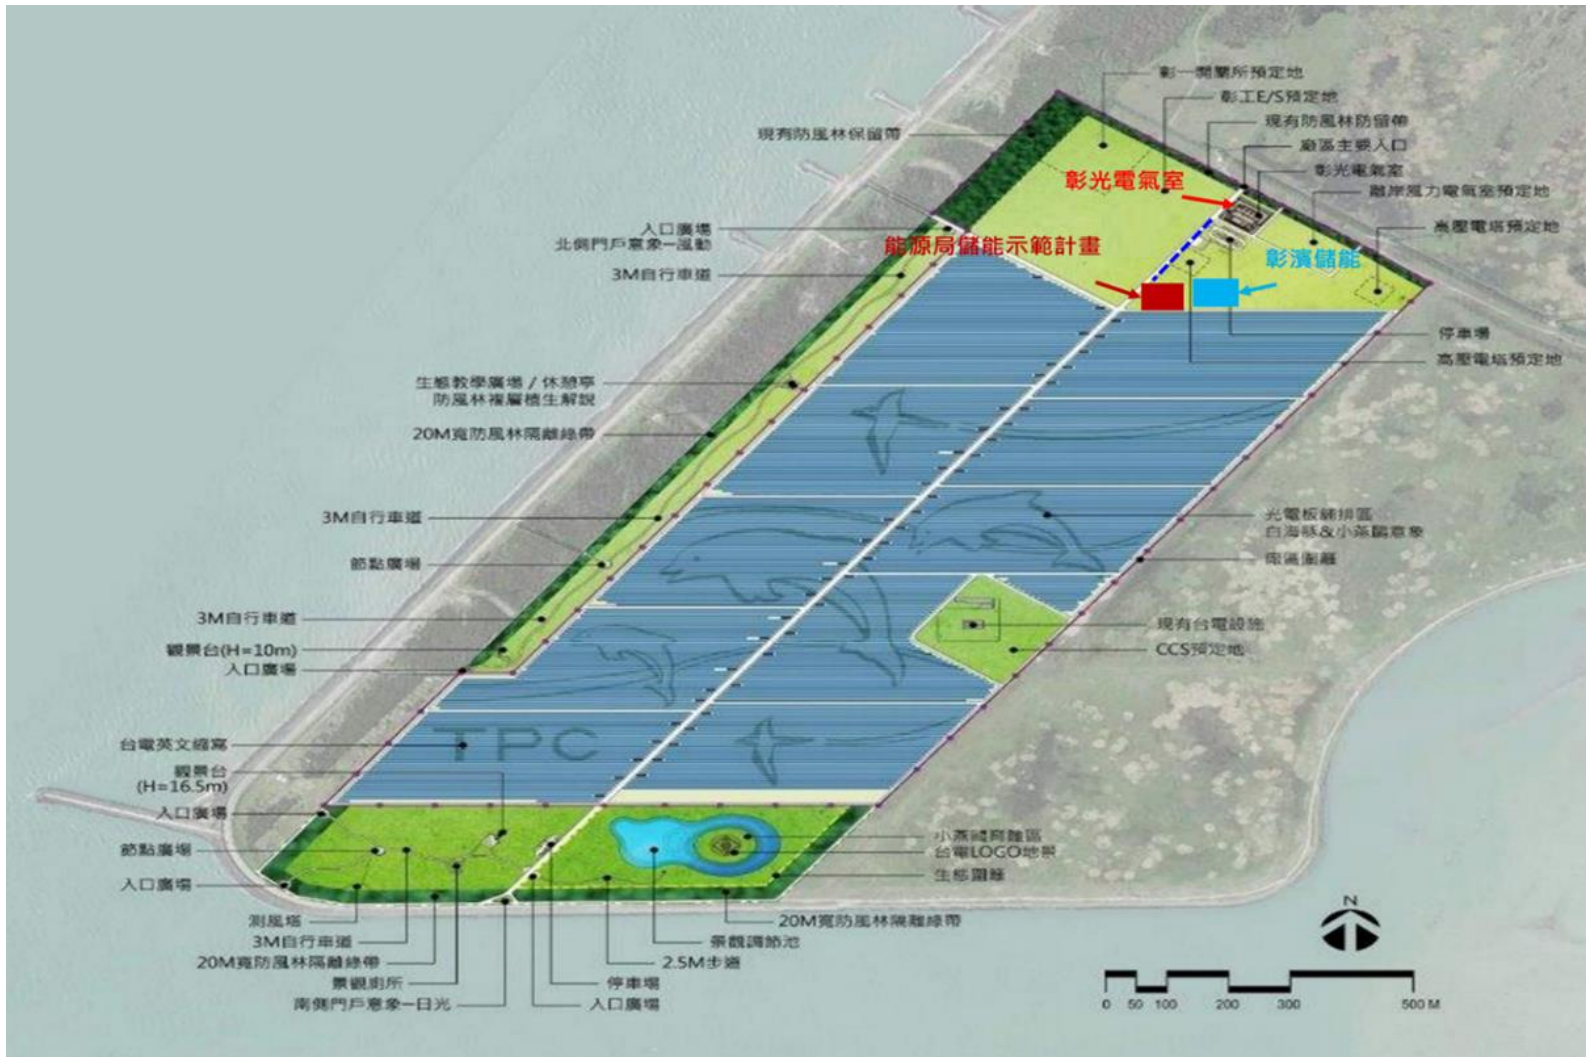 彰一開關所預定地
彰工E/S預定地
現有防風林保留帶
現有防風林防留帶
廠區主要入口
彰光電氣室
彰光電氣室
離岸風力電氣室預定地
入口廣場
北側門戶意象─風動
高壓電塔預定地
能源局儲能示範計畫
彰濱儲能
3M自行車道
停車場
高壓電塔預定地
生態教學廣場 / 休憩亭
防風林複層植生解說
20M寬防風林隔離綠帶
3M自行車道
光電板鋪排區
白海豚&小燕鷗意象
節點廣場
3M自行車道
現有台電設施
觀景台(H=10m)
CCS預定地
入口廣場
TPC
台電英文縮寫
觀景台
(H=16.5m)
入口廣場
小燕鷗育雛區
節點廣場
台電LOGO地景
入口廣場
生態圍籬
測風塔
20M寬防風林隔離綠帶
3M自行車道
景觀調節池
20M寬防風林隔離綠帶
2.5M步道
景觀廁所
停車場
南側門戶意象─日光
入口廣場
N
0 50 100 200 300 500 M